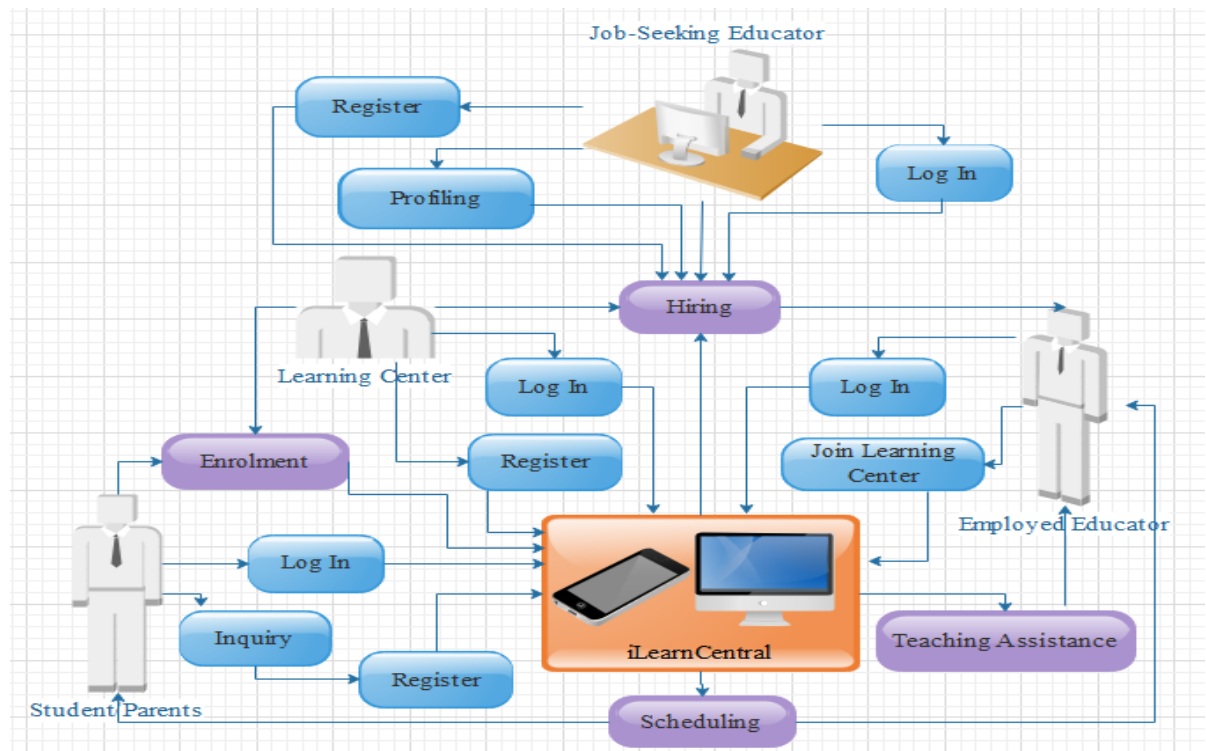 Job-Seeking Educator
Register
Profiling
Log In
Hiring
Learning Center
Log In
Log In
Enrolment
Register
Join Learning
Center
Employed Educator
Log In
Inquiry
Register
iLearnCentral
Teaching Assistance
Student/Parents
Scheduling